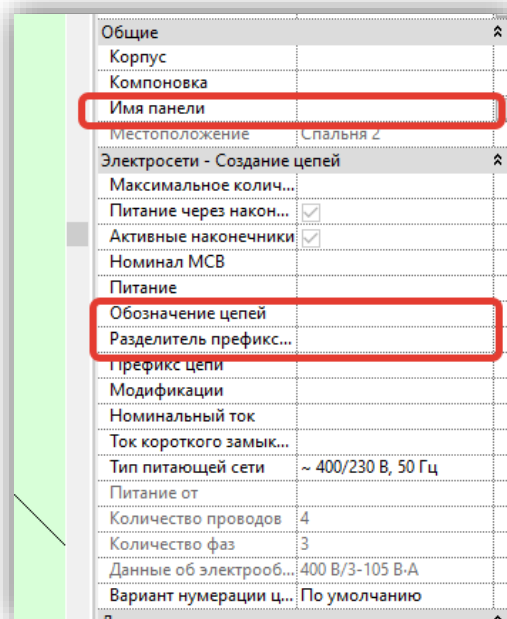 Общие
Корпус
Компоновка
Имя панели
Местоположение Спальня 2
Электросети - Создание цепей
Максимальное колич...
Питание через након...
Активные наконечники
Номинал MCB
Питание
Обозначение цепей
Разделитель префикс...
Префикс цепи
Модификации
Номинальный ток
Ток короткого замык...
Тип питающей сети ~ 400/230 В, 50 Гц
Питание от
Количество проводов 4
Количество фаз 3
Данные об электрооб... 400 В/3-105 В·А
Вариант нумерации ц... По умолчанию